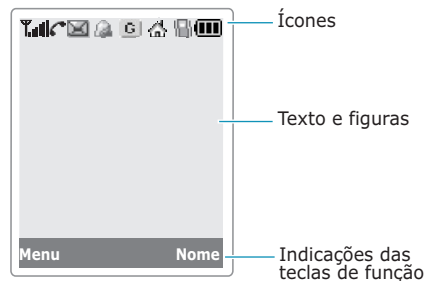 G
Ícones
Texto e figuras
Menu
Nome
Indicações das
teclas de função